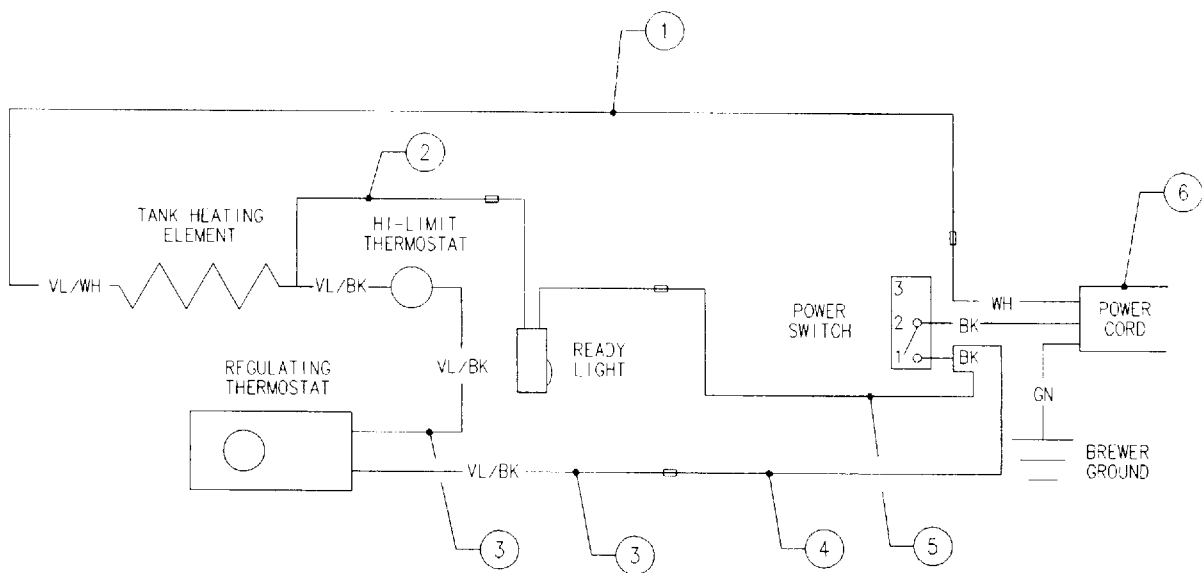 1
2
6
TANK HEATING
ELEMENT
HI-LIMIT
THERMOSTAT
VL/WH
VL/BK
POWER
SWITCH
3
2
1
WH
BK
BK
POWER
CORD
READY
LIGHT
VL/BK
REGULATING
THERMOSTAT
GN
VL/BK
BREWER
GROUND
3
3
4
5